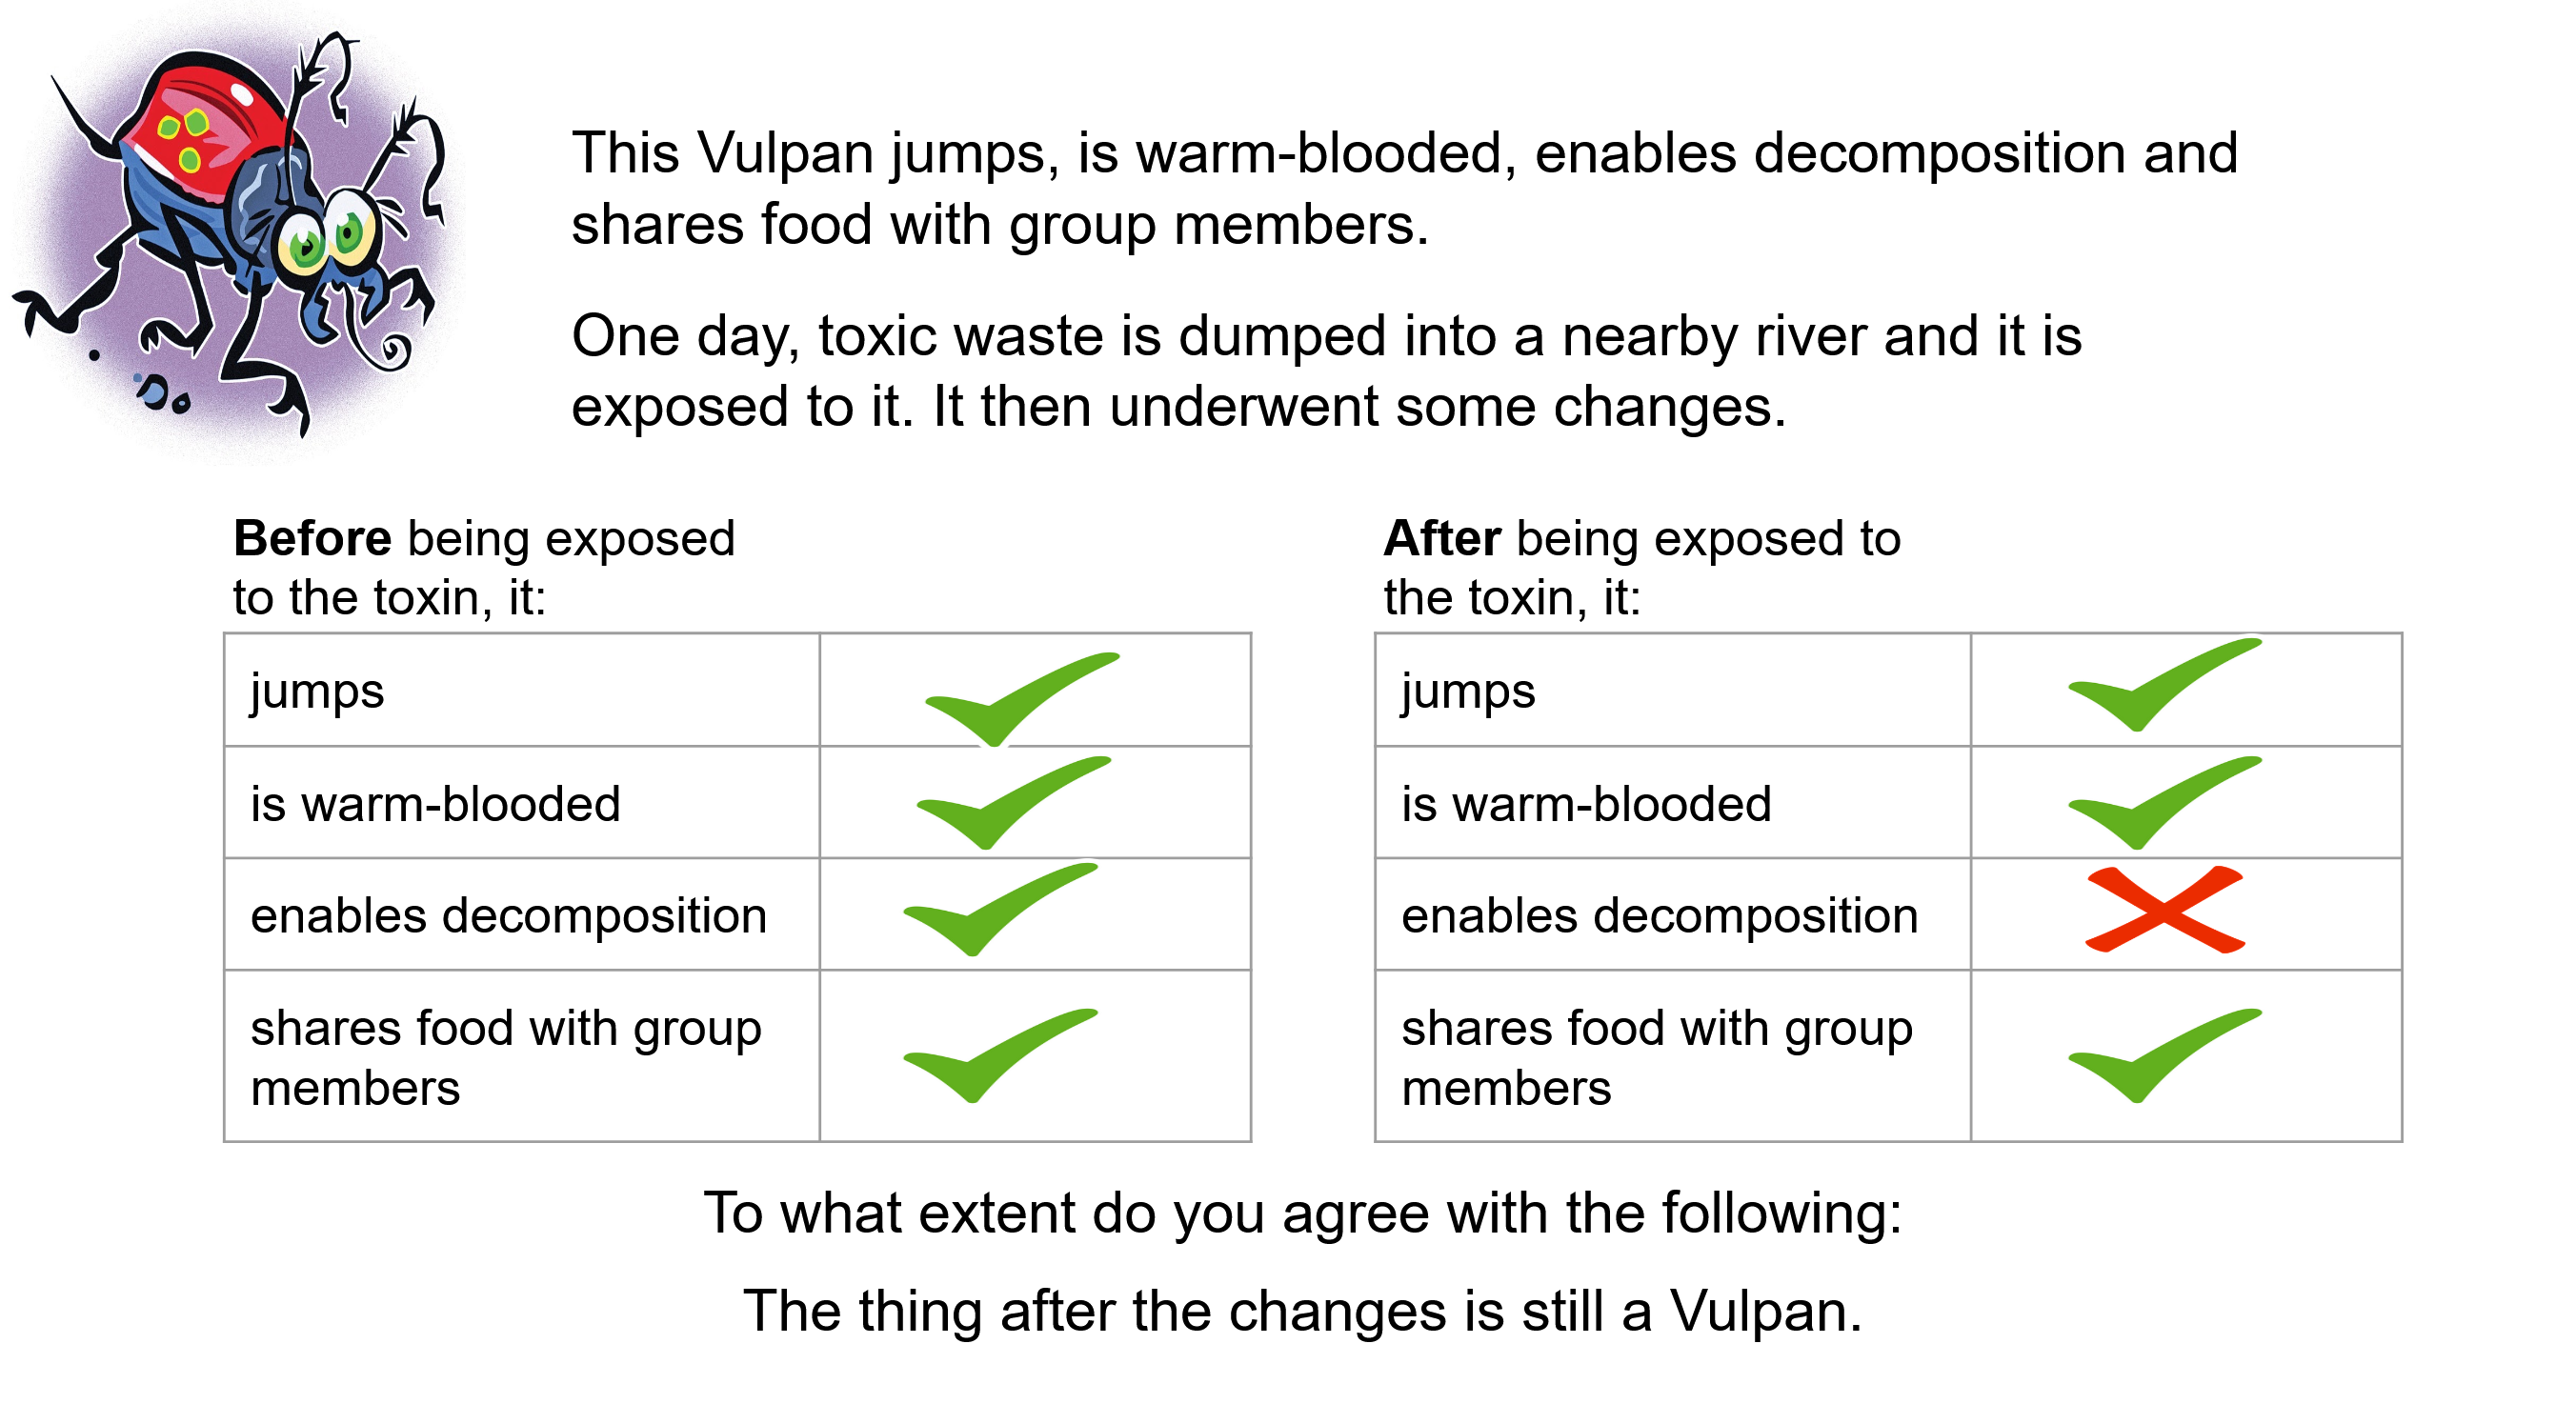 This Vulpan jumps, is warm-blooded, enables decomposition and
shares food with group members.
One day, toxic waste is dumped into a nearby river and it is
exposed to it. It then underwent some changes.
Before being exposed
to the toxin, it:
jumps
is warm-blooded
enables decomposition
shares food with group
members
After being exposed to
the toxin, it:
jumps
is warm-blooded
enables decomposition
shares food with group
members
To what extent do you agree with the following:
The thing after the changes is still a Vulpan.